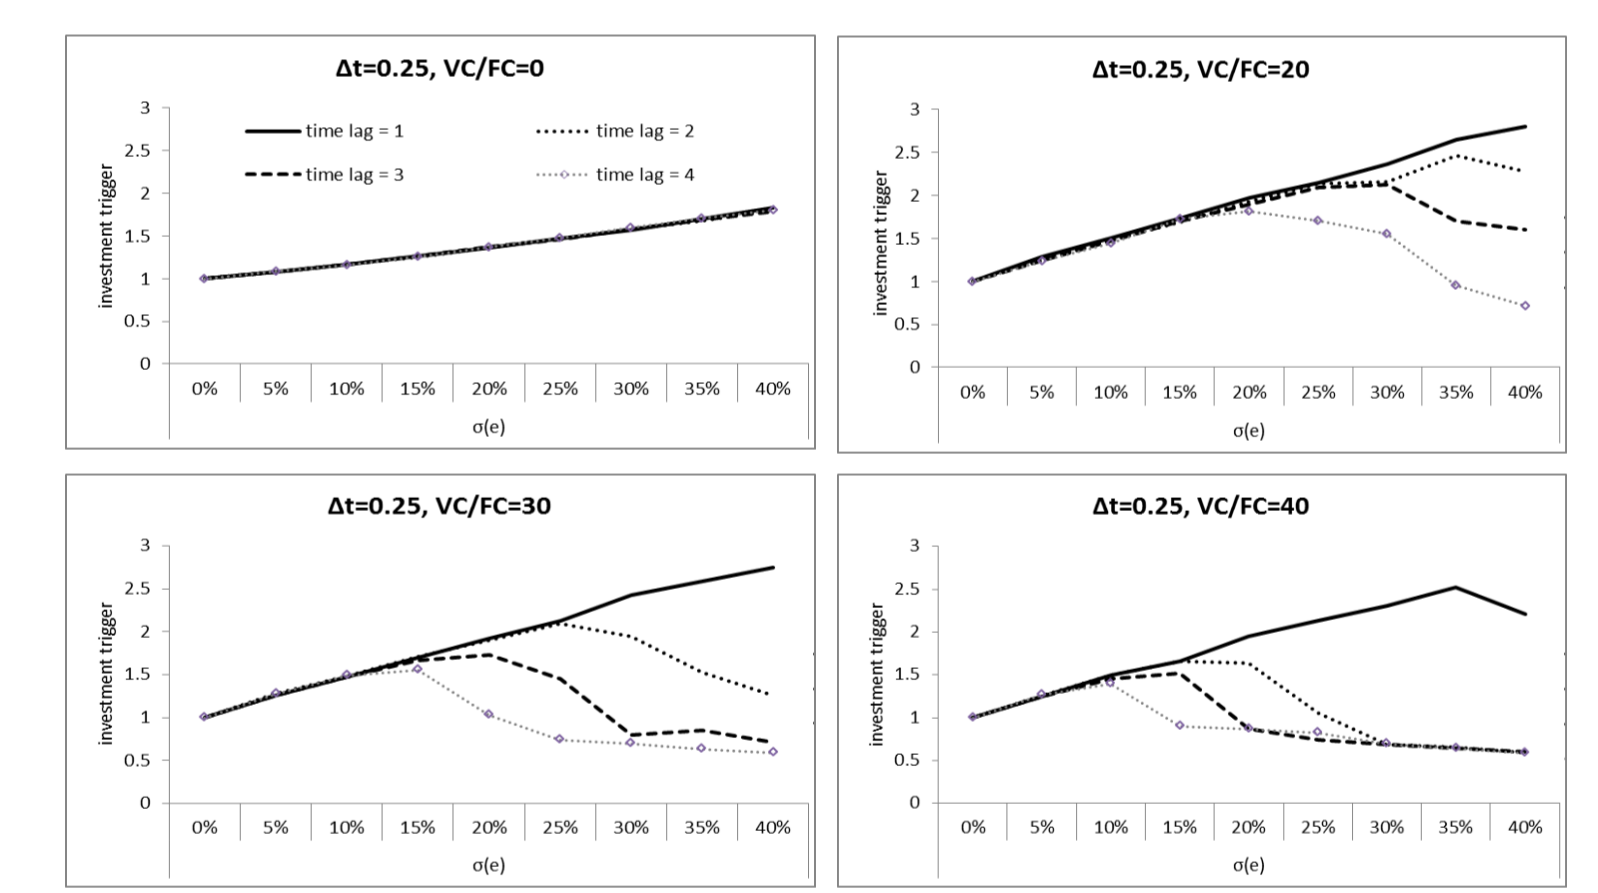 Δt=0.25, VC/FC=0
3
2.5
2
1.5
1
0.5
0
investment trigger
time lag = 1
time lag = 2
time lag = 3
time lag = 4
0% 5% 10% 15% 20% 25% 30% 35% 40%
σ(e)
Δt=0.25, VC/FC=20
3
2.5
2
1.5
1
0.5
0
investment trigger
0% 5% 10% 15% 20% 25% 30% 35% 40%
σ(e)
Δt=0.25, VC/FC=30
3
2.5
2
1.5
1
0.5
0
investment trigger
0% 5% 10% 15% 20% 25% 30% 35% 40%
σ(e)
Δt=0.25, VC/FC=40
3
2.5
2
1.5
1
0.5
0
investment trigger
0% 5% 10% 15% 20% 25% 30% 35% 40%
σ(e)